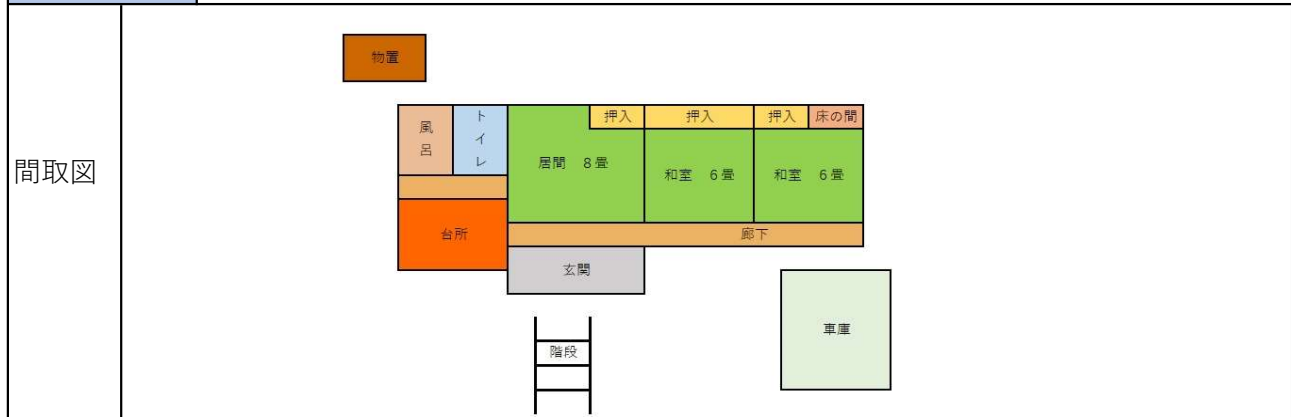 間取図
物置
風呂
トイレ
押入
押入
押入
床の間
居間　８畳
和室　６畳
和室　６畳
台所
廊下
玄関
車庫
階段